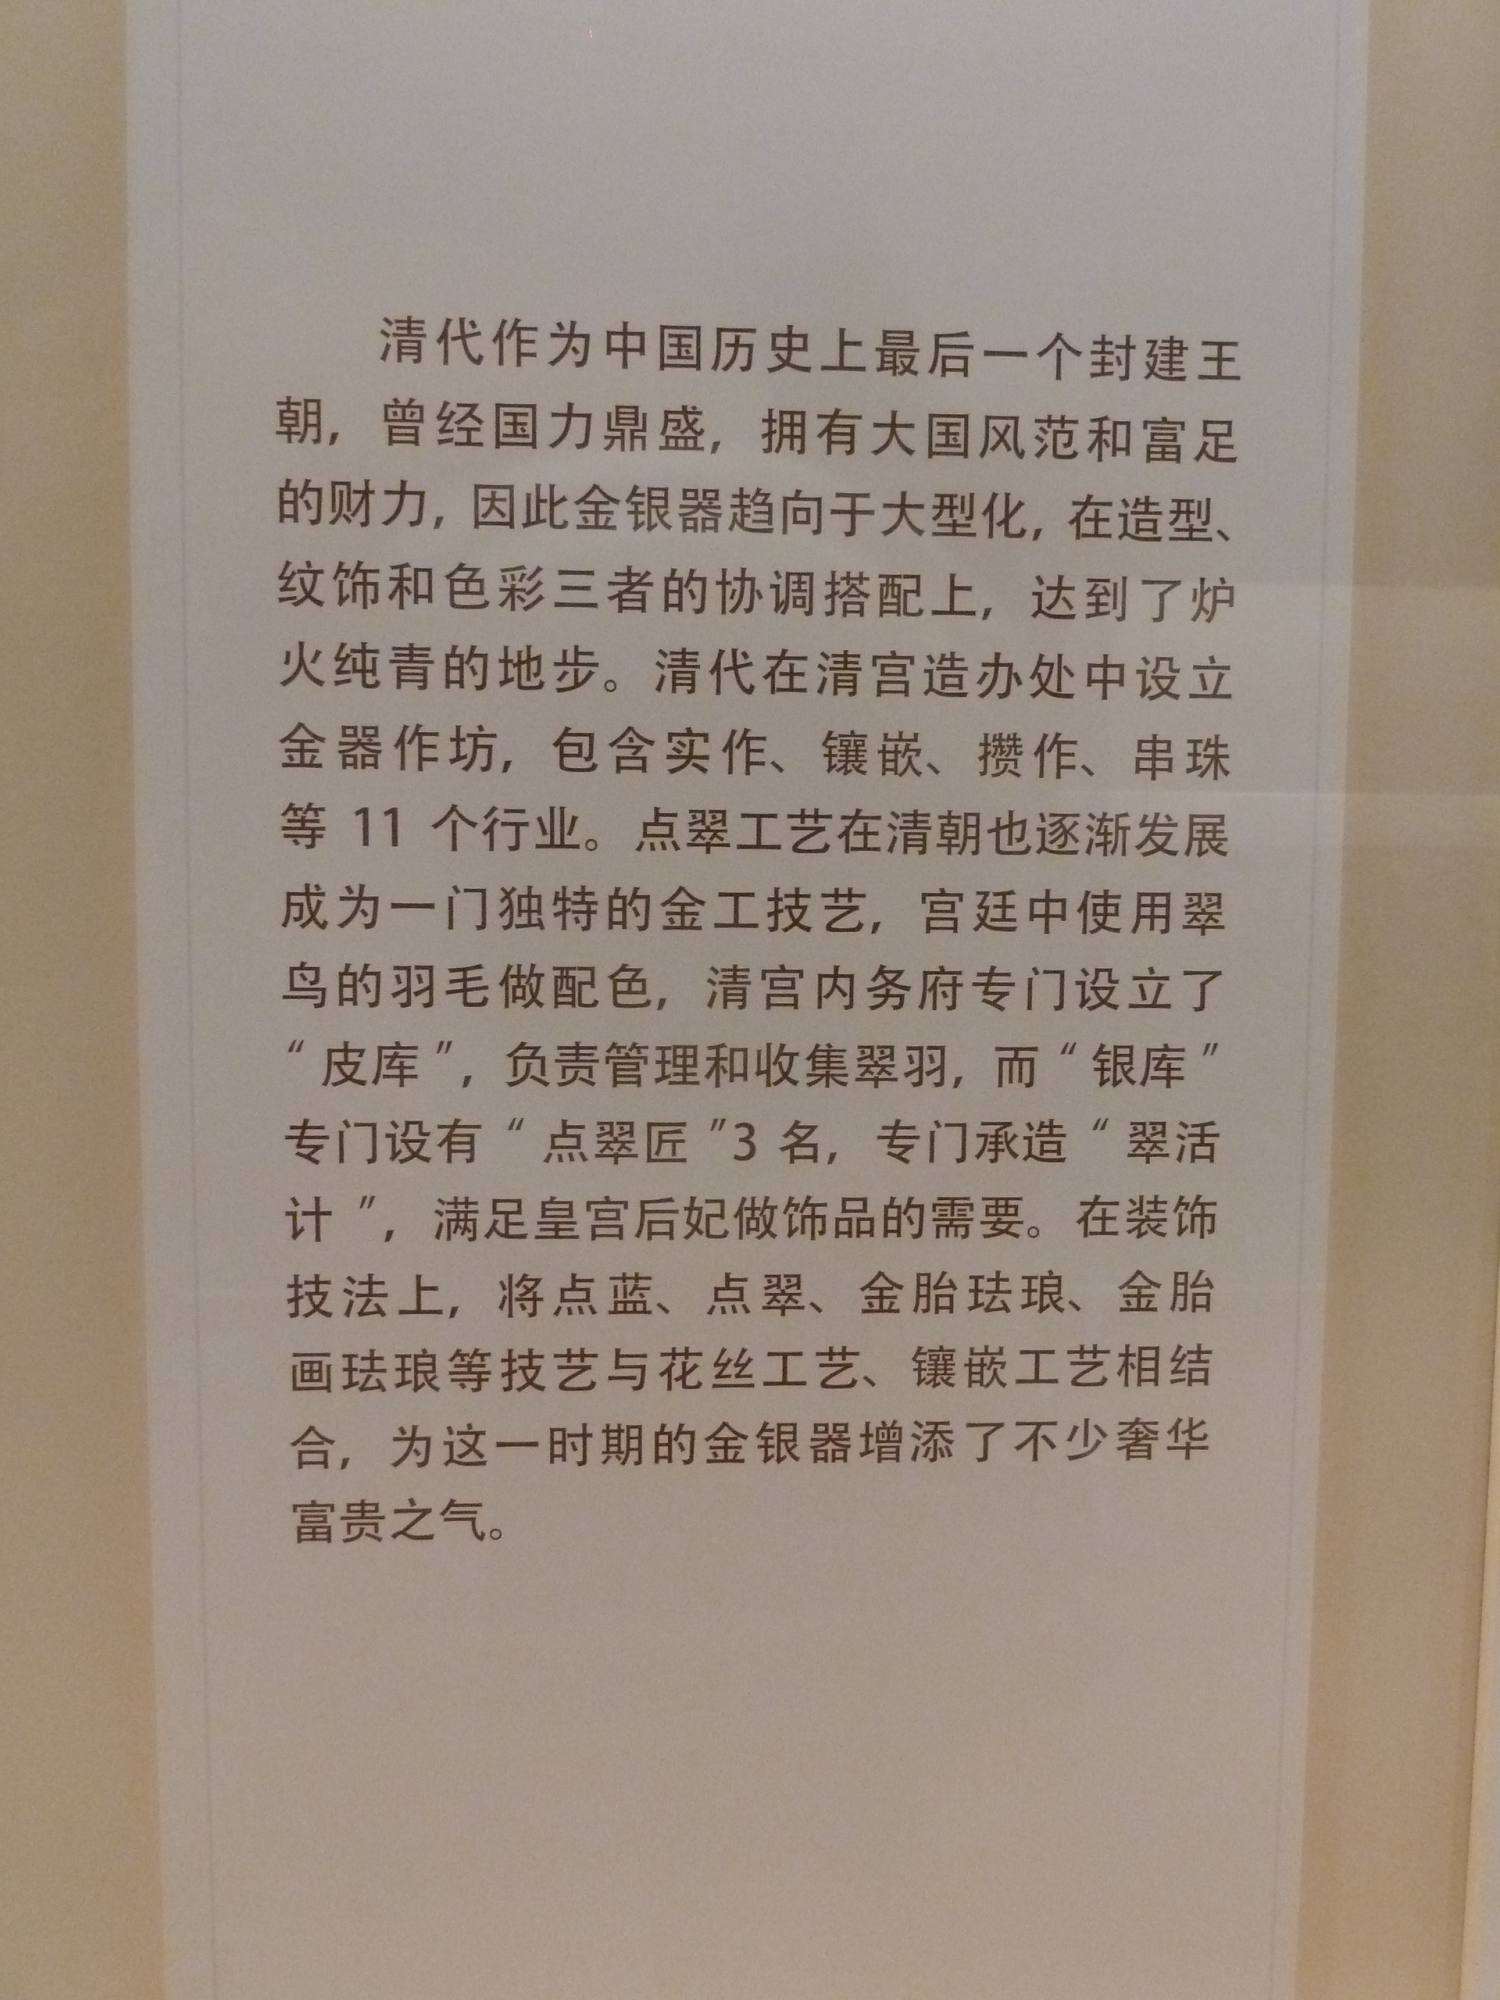 清代作为中国历史上最后一个封建王
朝，曾经国力鼎盛，拥有大国风范和富足
的财力，因此金银器趋向于大型化，在造型、
纹饰和色彩三者的协调搭配上，达到了炉
火纯青的地步。清代在清宫造办处中设立
金器作坊，包含实作、镶嵌、攒作、串珠
等 11 个行业。点翠工艺在清朝也逐渐发展
成为一门独特的金工技艺，宫廷中使用翠
鸟的羽毛做配色，清宫内务府专门设立了
“皮库”，负责管理和收集翠羽，而“银库”
专门设有“点翠匠”3 名，专门承造“翠活
计”，满足皇宫后妃做饰品的需要。在装饰
技法上，将点蓝、点翠、金胎珐琅、金胎
画珐琅等技艺与花丝工艺、镶嵌工艺相结
合，为这一时期的金银器增添了不少奢华
富贵之气。